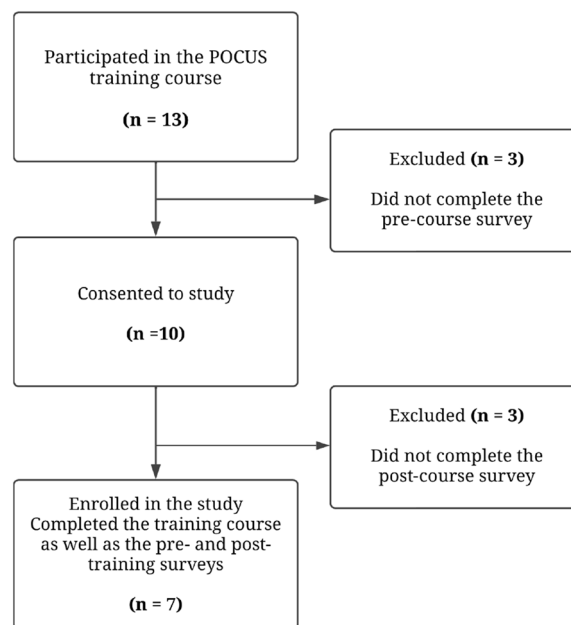 Participated in the POCUS
training course
(n = 13)
Excluded (n = 3)
Did not complete the
pre-course survey
Consented to study
(n =10)
Excluded (n = 3)
Did not complete the
post-course survey
Enrolled in the study
Completed the training course
as well as the pre- and post-
training surveys
(n = 7)